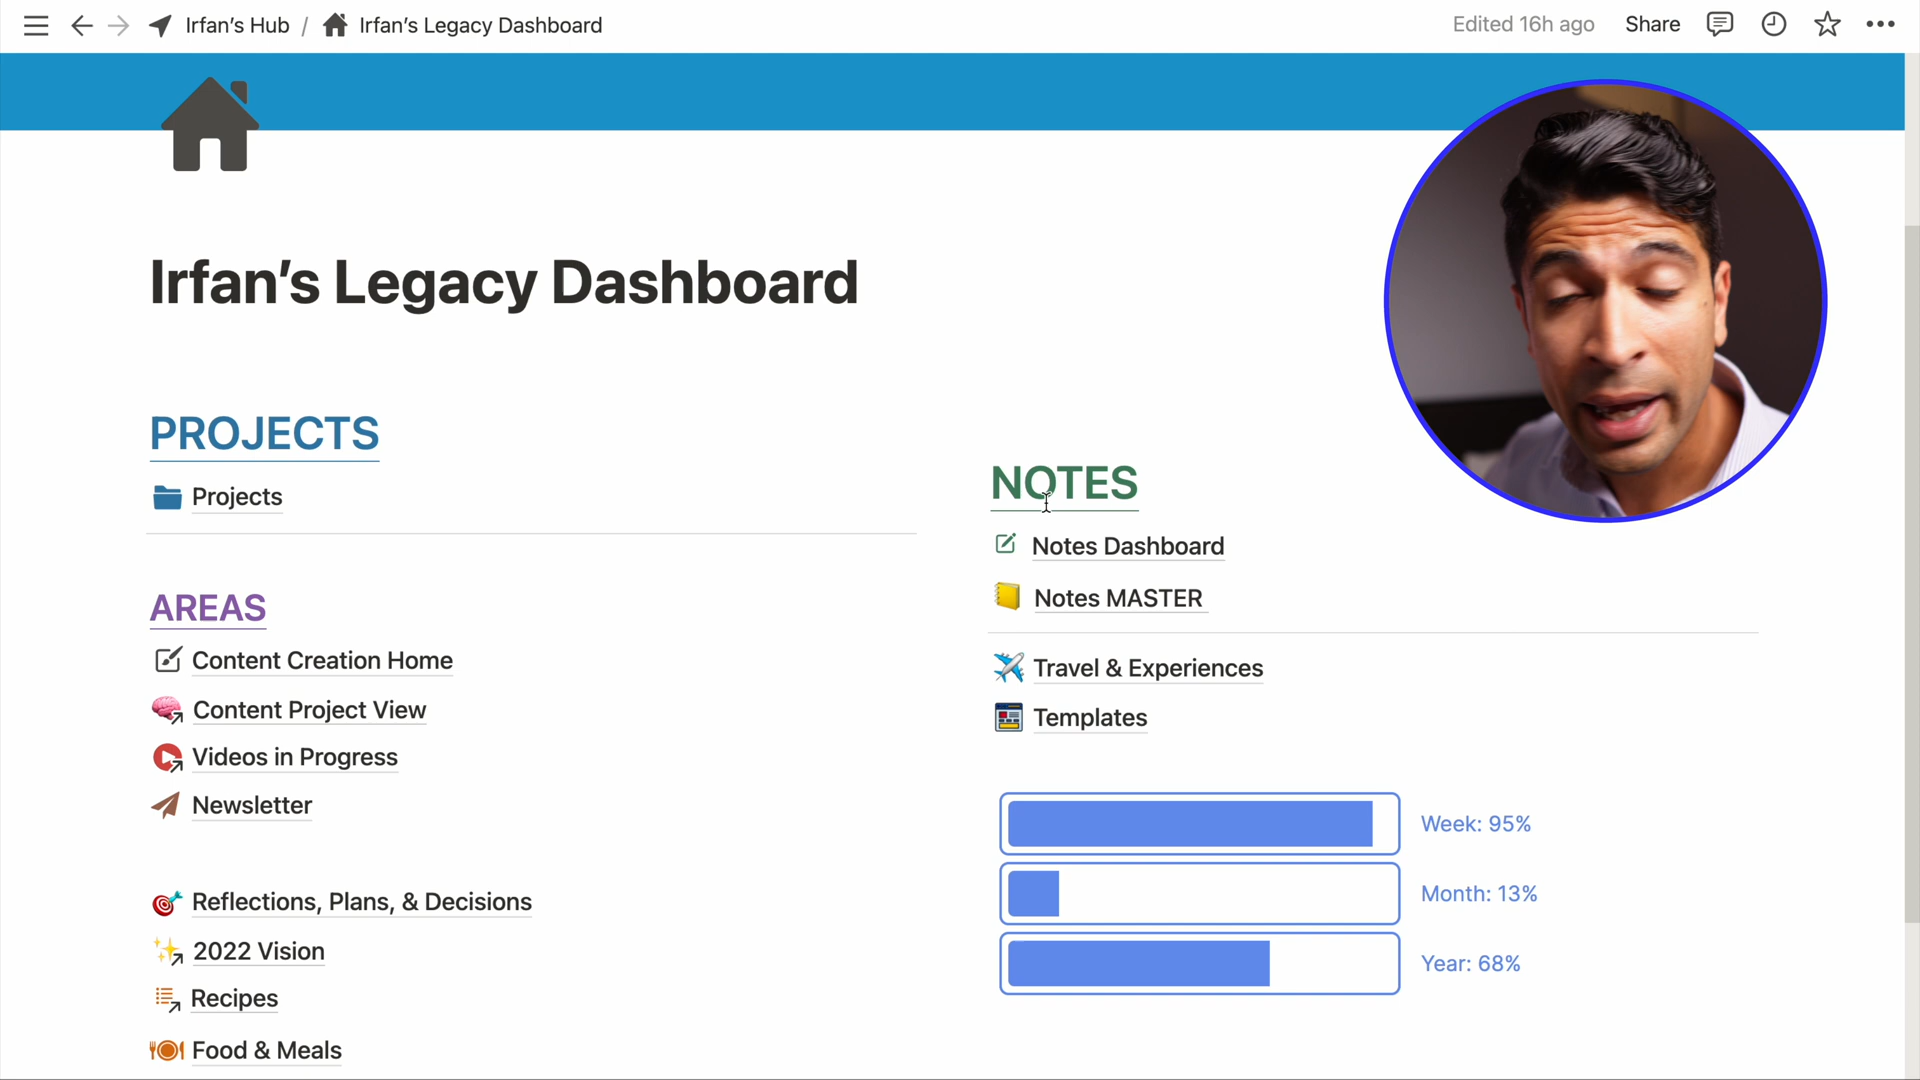 Irfan’s Hub / Irfan’s Legacy Dashboard
Edited 16h ago Share
Irfan’s Legacy Dashboard
PROJECTS
Projects
AREAS
Content Creation Home
Content Project View
Videos in Progress
Newsletter
Reflections, Plans, & Decisions
2022 Vision
Recipes
Food & Meals
NOTES
Notes Dashboard
Notes MASTER
Travel & Experiences
Templates
Week: 95%
Month: 13%
Year: 68%